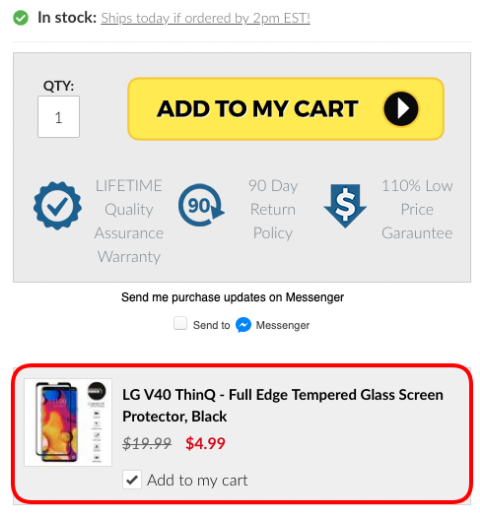 In stock: Ships today if ordered by 2pm EST!
QTY:
1
ADD TO MY CART
LIFETIME
Quality
Assurance
Warranty
90
90 Day
Return
Policy
$
110% Low
Price
Garauntee
Send me purchase updates on Messenger
Send to Messenger
LG V40 ThinQ - Full Edge Tempered Glass Screen
Protector, Black
$19.99 $4.99
Add to my cart